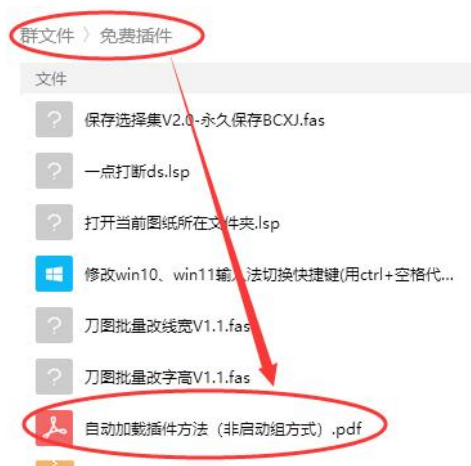 群文件 〉免费插件
文件
保存选择集V2.0-永久保存BCXJ.fas
一点打断ds.lsp
打开当前图纸所在文件夹.lsp
修改win10、win11输入法切换快捷键(用ctrl+空格代...
刀图批量改线宽V1.1.fas
刀图批量改字高V1.1.fas
自动加载插件方法（非启动组方式）.pdf